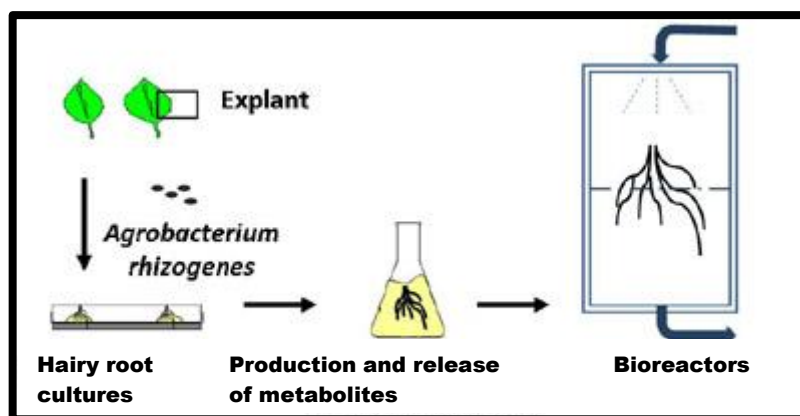 Explant
Agrobacterium
rhizogenes
Hairy root
cultures
Production and release
of metabolites
Bioreactors